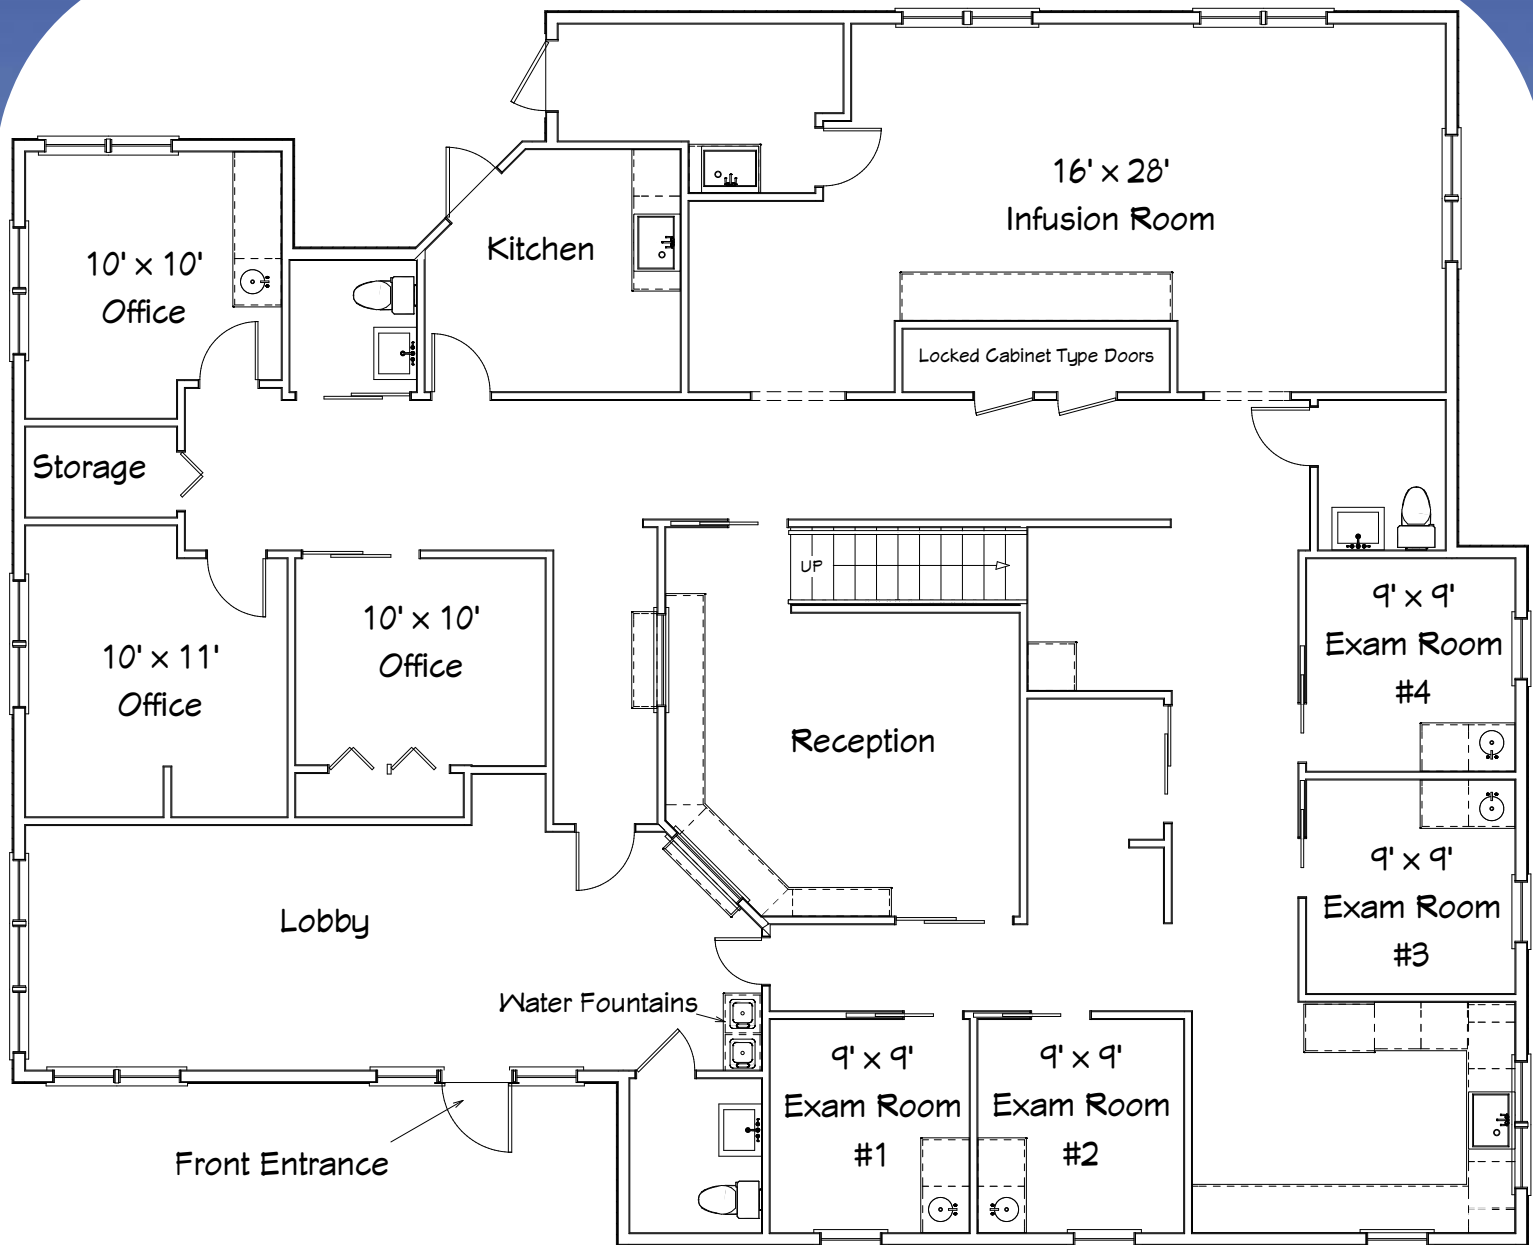 16' x 28'
Infusion Room
Kitchen
10' x 10'
Office
Locked Cabinet Type Doors
Storage
UP
9' x 9'
Exam Room
#4
10' x 10'
Office
10' x 11'
Office
Reception
9' x 9'
Exam Room
#3
Lobby
Water Fountains
9' x 9'
Exam Room
#1
9' x 9'
Exam Room
#2
Front Entrance